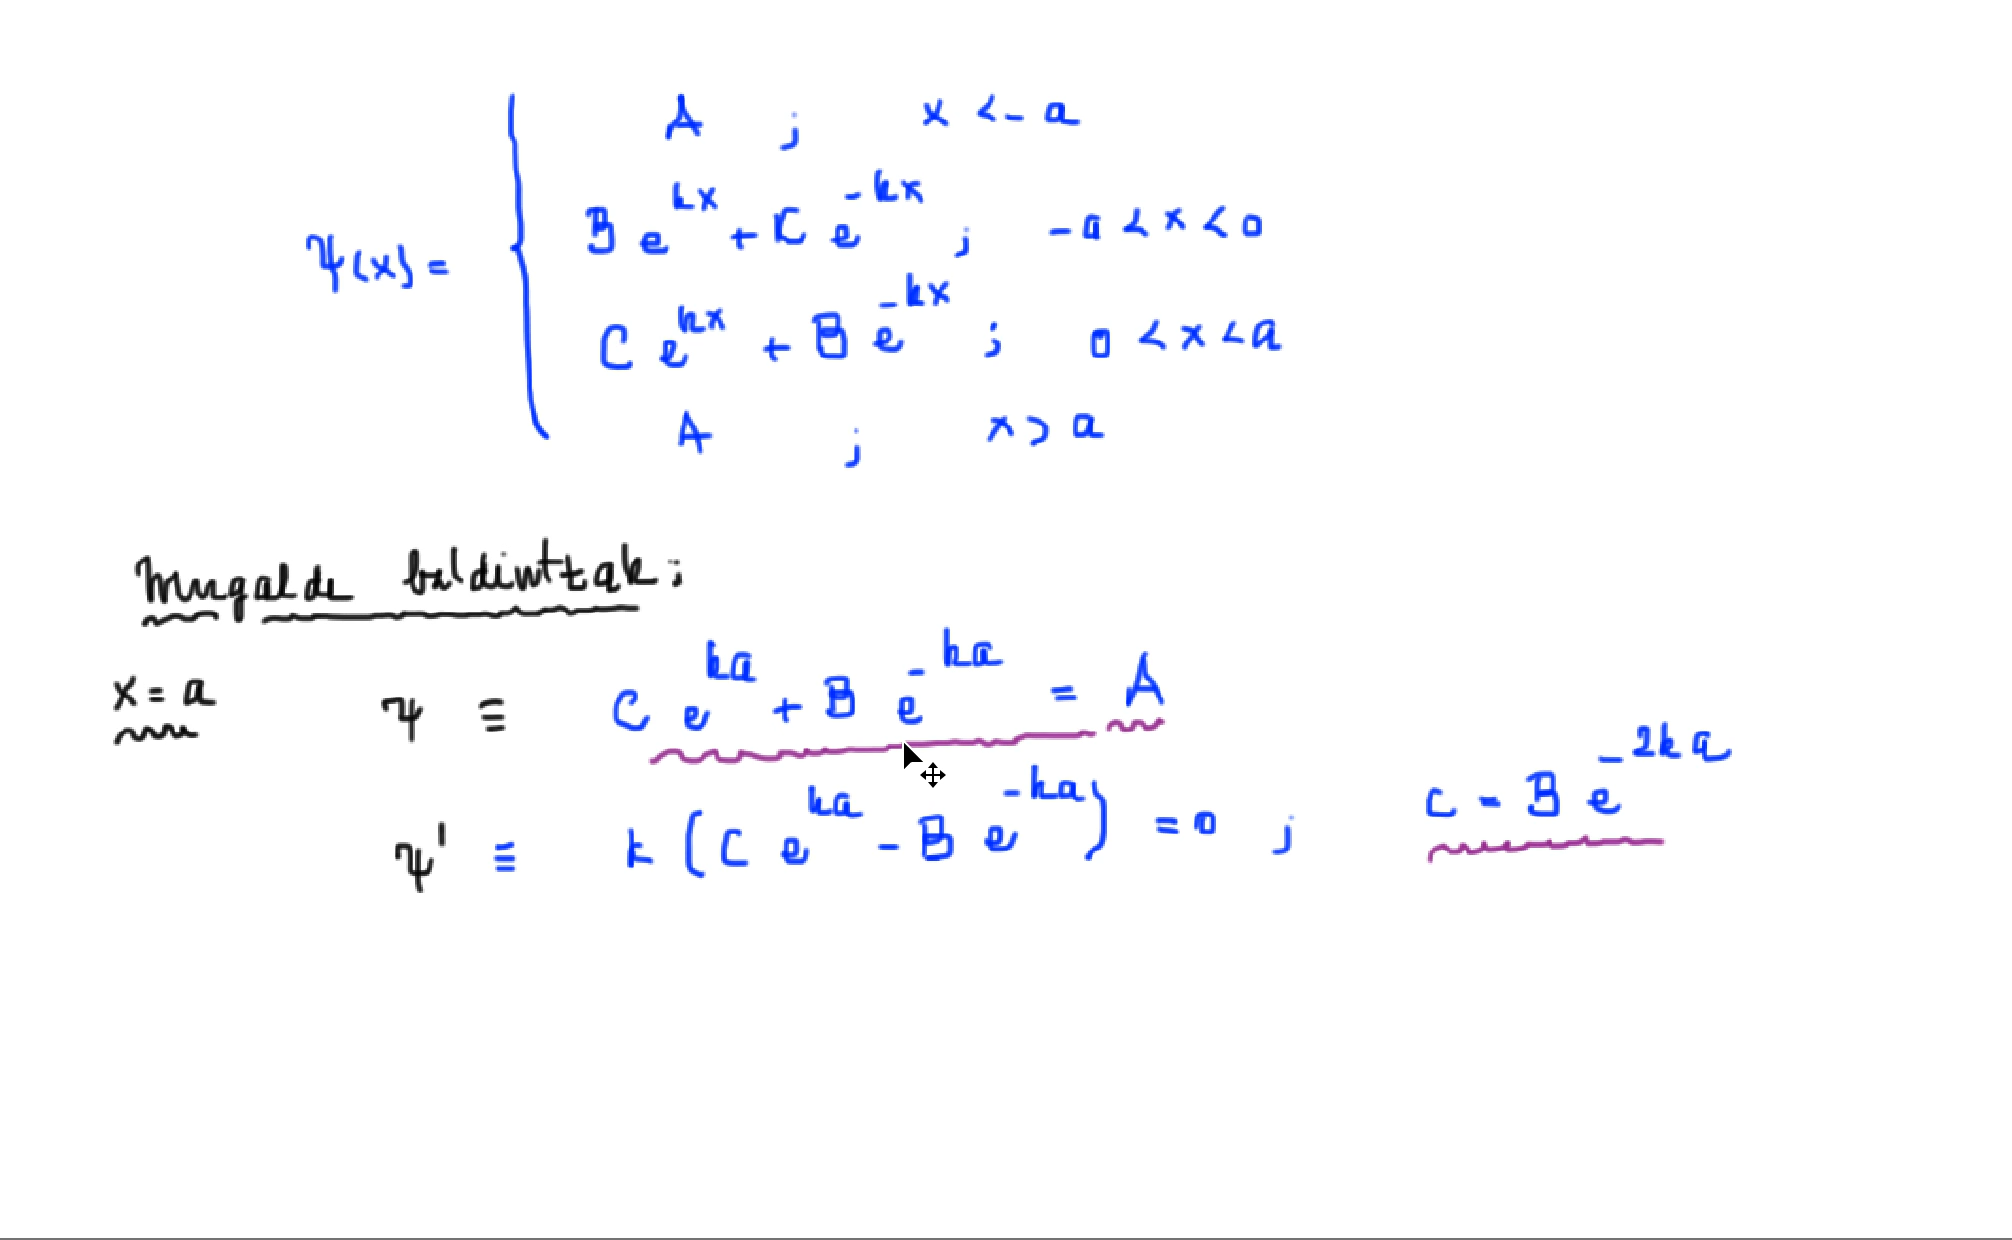 A ; x < - a
B e^{kx} + C e^{-kx} ; - a < x < 0
ψ(x) =
C e^{kx} + B e^{-kx} ; 0 < x < a
A ; x > a
Mugalde baldintzak;
x = a ψ ≡ C e^{ka} + B e^{-ka} = A
ψ' ≡ k (C e^{ka} - B e^{-ka}) = 0 ; C = B e^{-2ka}